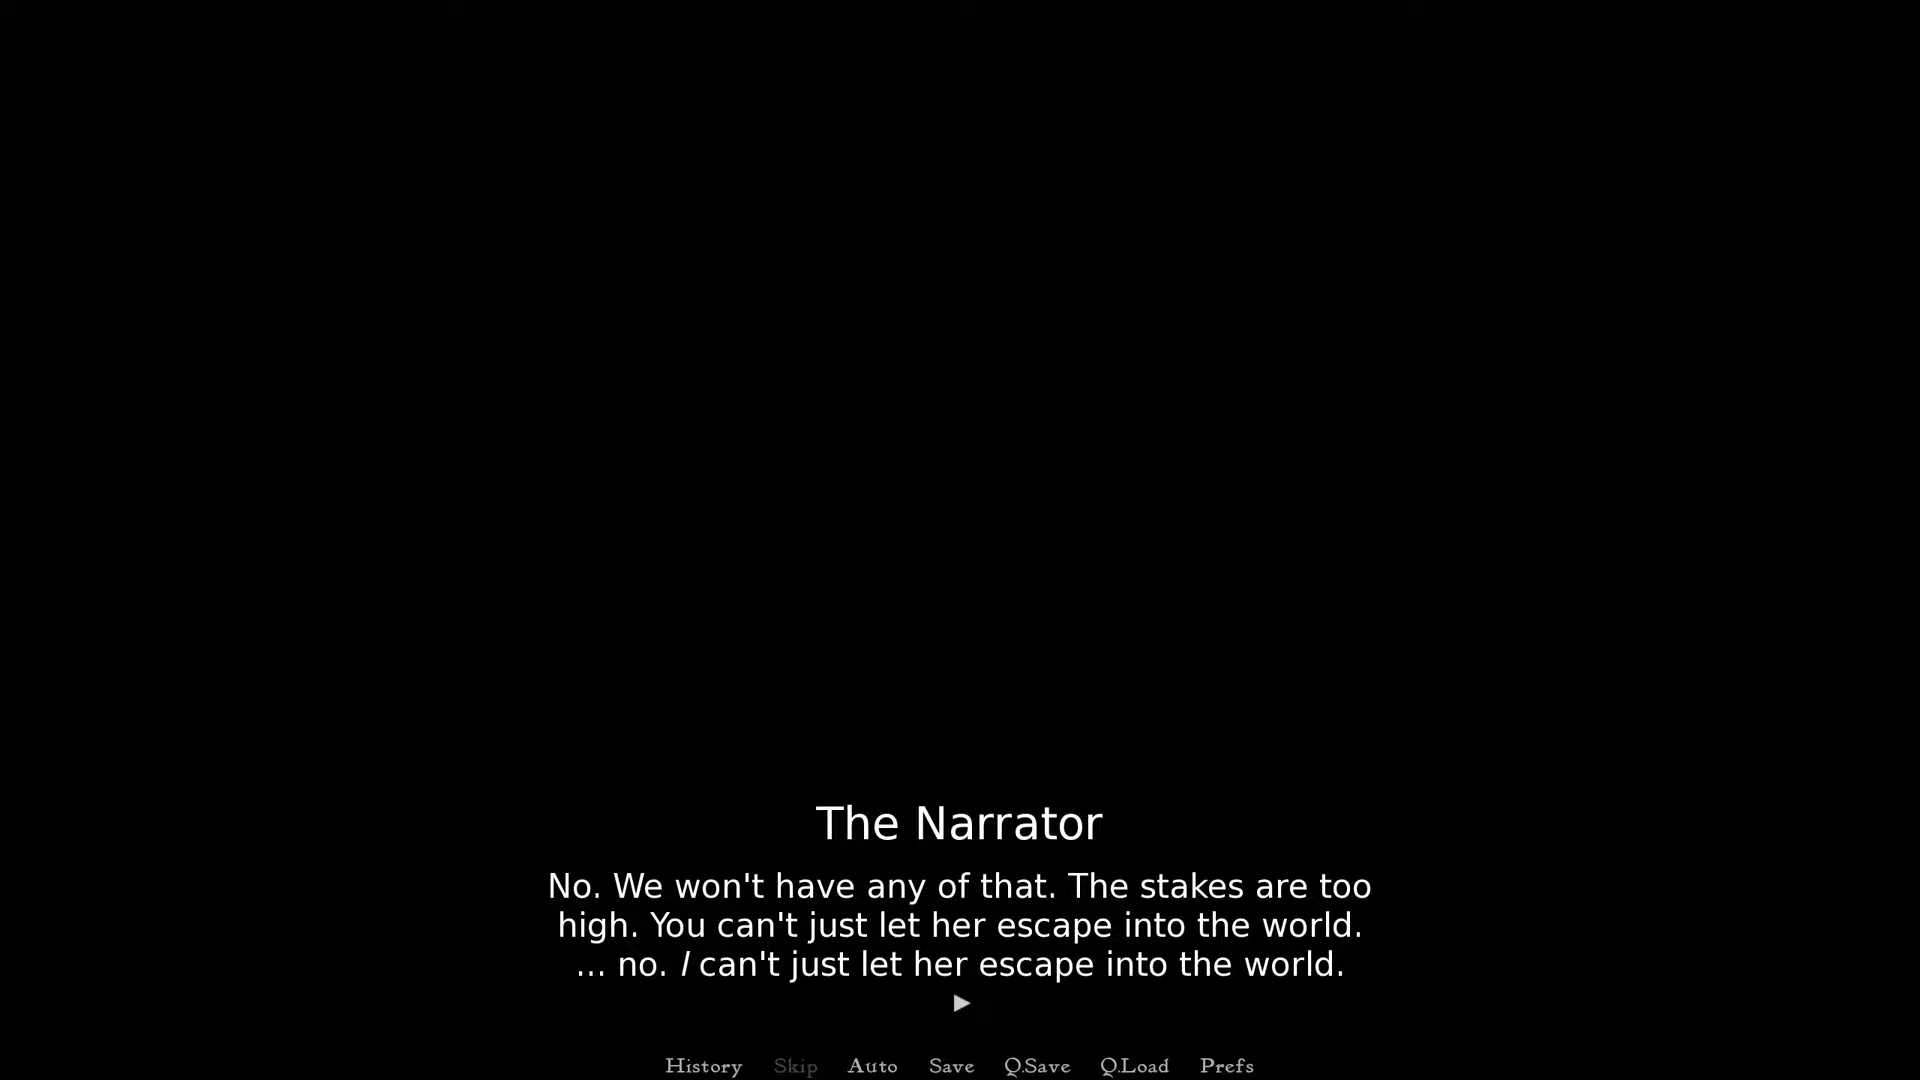 The Narrator
No. We won't have any of that. The stakes are too
high. You can't just let her escape into the world.
... no. I can't just let her escape into the world.
History Skip Auto Save Q.Save Q.Load Prefs